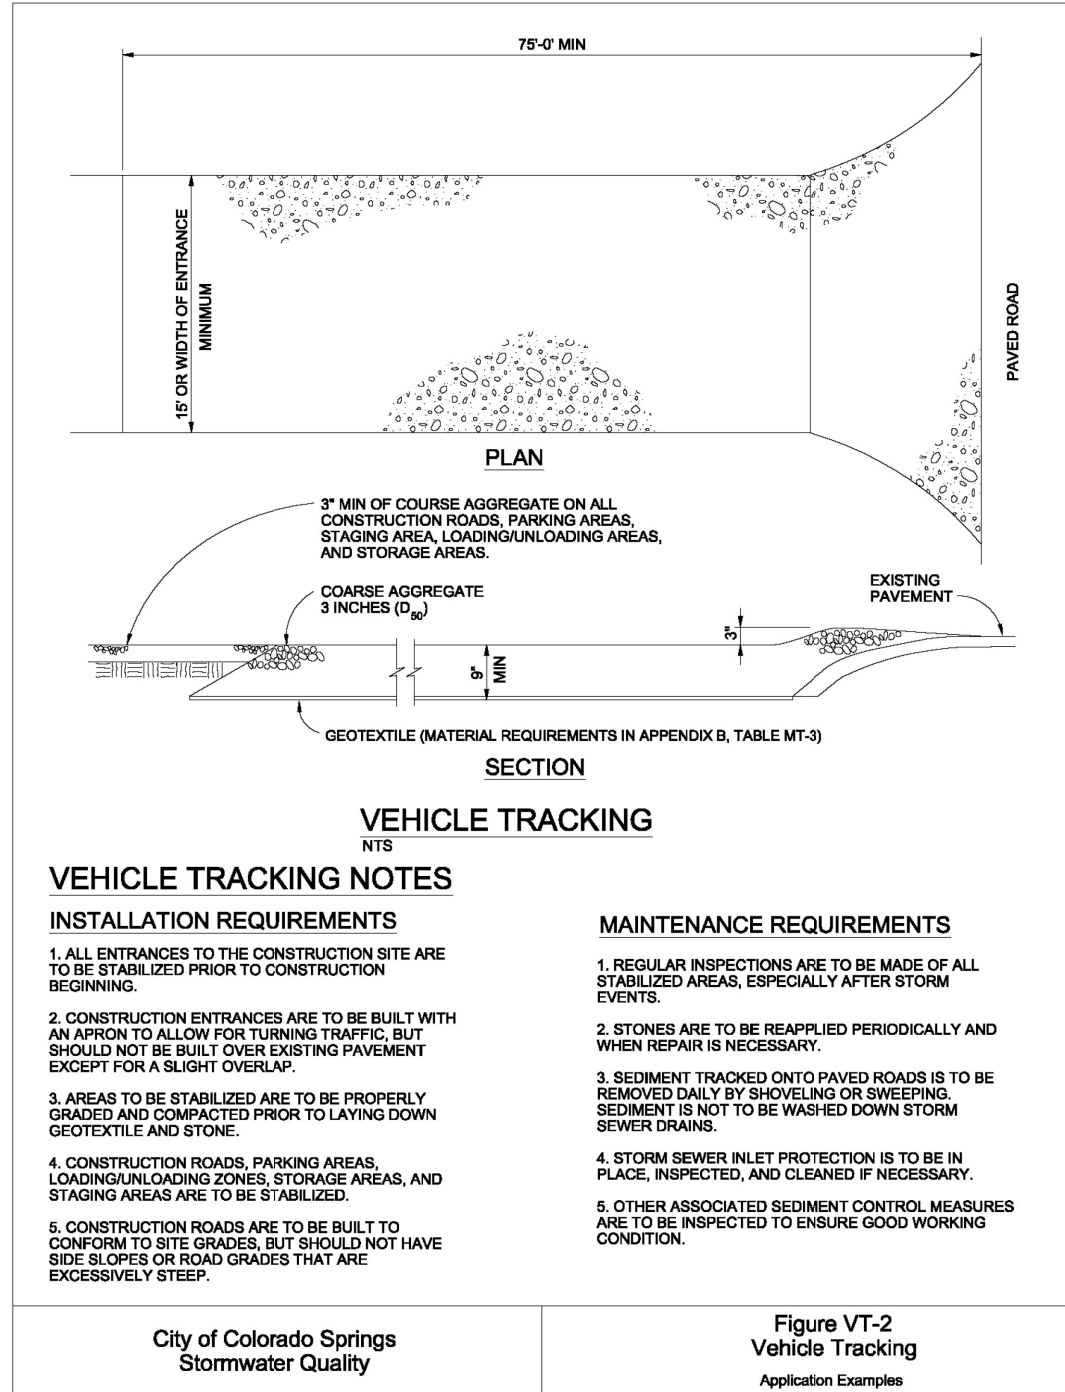 75'-0' MIN
15' OR WIDTH OF ENTRANCE
MINIMUM
PAVED ROAD
PLAN
3" MIN OF COURSE AGGREGATE ON ALL
CONSTRUCTION ROADS, PARKING AREAS,
STAGING AREA, LOADING/UNLOADING AREAS,
AND STORAGE AREAS.
COARSE AGGREGATE
3 INCHES (D50)
EXISTING
PAVEMENT
3"
9"
MIN
GEOTEXTILE (MATERIAL REQUIREMENTS IN APPENDIX B, TABLE MT-3)
SECTION
VEHICLE TRACKING
NTS
VEHICLE TRACKING NOTES
INSTALLATION REQUIREMENTS
1. ALL ENTRANCES TO THE CONSTRUCTION SITE ARE
TO BE STABILIZED PRIOR TO CONSTRUCTION
BEGINNING.
2. CONSTRUCTION ENTRANCES ARE TO BE BUILT WITH
AN APRON TO ALLOW FOR TURNING TRAFFIC, BUT
SHOULD NOT BE BUILT OVER EXISTING PAVEMENT
EXCEPT FOR A SLIGHT OVERLAP.
3. AREAS TO BE STABILIZED ARE TO BE PROPERLY
GRADED AND COMPACTED PRIOR TO LAYING DOWN
GEOTEXTILE AND STONE.
4. CONSTRUCTION ROADS, PARKING AREAS,
LOADING/UNLOADING ZONES, STORAGE AREAS, AND
STAGING AREAS ARE TO BE STABILIZED.
5. CONSTRUCTION ROADS ARE TO BE BUILT TO
CONFORM TO SITE GRADES, BUT SHOULD NOT HAVE
SIDE SLOPES OR ROAD GRADES THAT ARE
EXCESSIVELY STEEP.
MAINTENANCE REQUIREMENTS
1. REGULAR INSPECTIONS ARE TO BE MADE OF ALL
STABILIZED AREAS, ESPECIALLY AFTER STORM
EVENTS.
2. STONES ARE TO BE REAPPLIED PERIODICALLY AND
WHEN REPAIR IS NECESSARY.
3. SEDIMENT TRACKED ONTO PAVED ROADS IS TO BE
REMOVED DAILY BY SHOVELING OR SWEEPING.
SEDIMENT IS NOT TO BE WASHED DOWN STORM
SEWER DRAINS.
4. STORM SEWER INLET PROTECTION IS TO BE IN
PLACE, INSPECTED, AND CLEANED IF NECESSARY.
5. OTHER ASSOCIATED SEDIMENT CONTROL MEASURES
ARE TO BE INSPECTED TO ENSURE GOOD WORKING
CONDITION.
City of Colorado Springs
Stormwater Quality
Figure VT-2
Vehicle Tracking
Application Examples